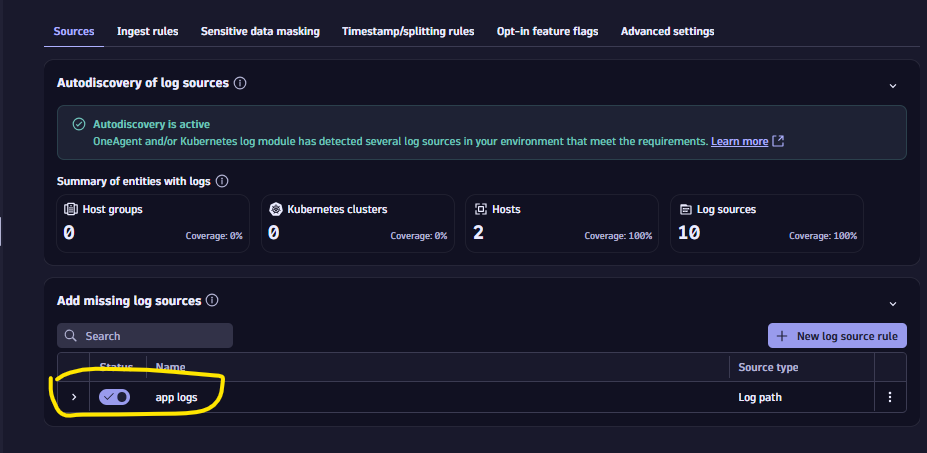 Sources Ingest rules Sensitive data masking Timestamp/splitting rules Opt-in feature flags Advanced settings
Autodiscovery of log sources
Autodiscovery is active
OneAgent and/or Kubernetes log module has detected several log sources in your environment that meet the requirements. Learn more
Summary of entities with logs
Host groups Kubernetes clusters Hosts Log sources
0 Coverage: 0% 0 Coverage: 0% 2 Coverage: 100% 10 Coverage: 100%
Add missing log sources
Search New log source rule
Status Name Source type
app logs Log path